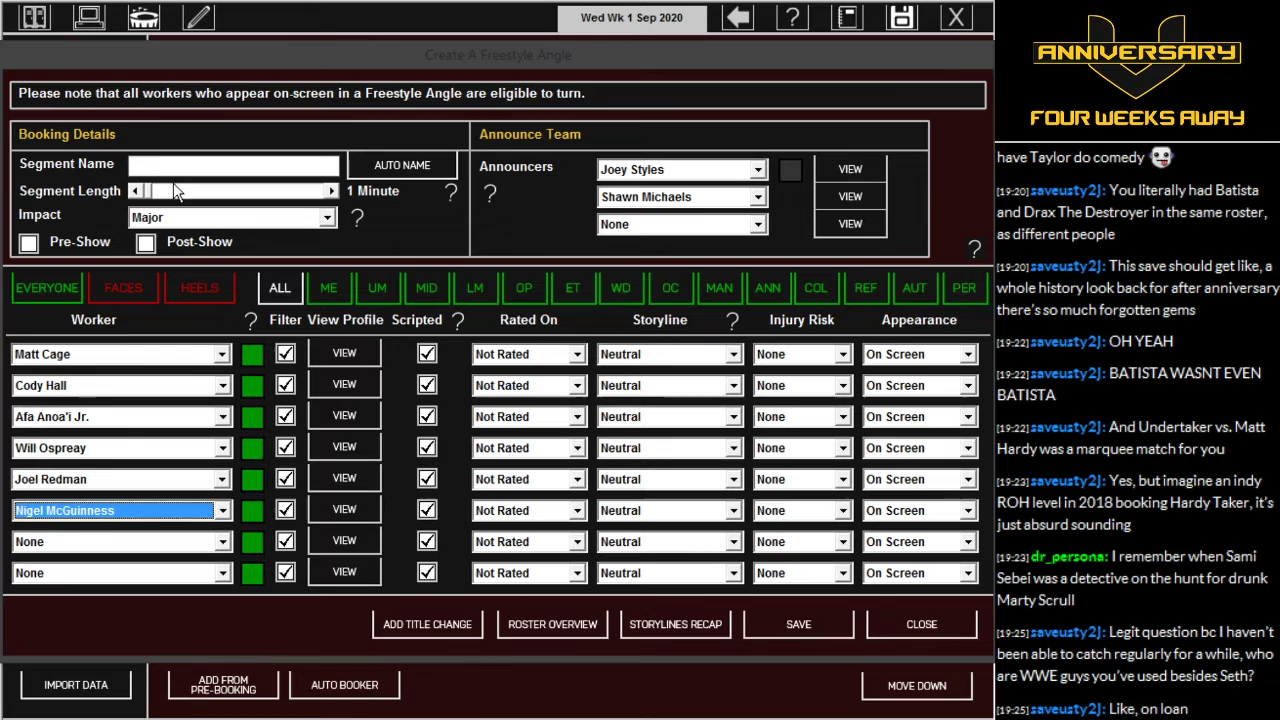 Wed Wk 1 Sep 2020
?
X
Create A Freestyle Angle
Please note that all workers who appear on-screen in a Freestyle Angle are eligible to turn.
Booking Details
Segment Name
AUTO NAME
Segment Length
1 Minute
?
Impact
Major
?
Pre-Show
Post-Show
Announce Team
Announcers
?
Joey Styles
VIEW
Shawn Michaels
VIEW
None
VIEW
?
EVERYONE
FACES
HEELS
ALL
ME
UM
MID
LM
OP
ET
WD
OC
MAN
ANN
COL
REF
AUT
PER
Worker
?
Filter
View Profile
Scripted
?
Rated On
Storyline
?
Injury Risk
Appearance
Matt Cage
VIEW
Not Rated
Neutral
None
On Screen
Cody Hall
VIEW
Not Rated
Neutral
None
On Screen
Afa Anoa'i Jr.
VIEW
Not Rated
Neutral
None
On Screen
Will Ospreay
VIEW
Not Rated
Neutral
None
On Screen
Joel Redman
VIEW
Not Rated
Neutral
None
On Screen
Nigel McGuinness
VIEW
Not Rated
Neutral
None
On Screen
None
VIEW
Not Rated
Neutral
None
On Screen
None
VIEW
Not Rated
Neutral
None
On Screen
ADD TITLE CHANGE
ROSTER OVERVIEW
STORYLINES RECAP
SAVE
CLOSE
IMPORT DATA
ADD FROM
PRE-BOOKING
AUTO BOOKER
MOVE DOWN
ANNIVERSARY
FOUR WEEKS AWAY
have Taylor do comedy
[19:20] saveusty2J: You literally had Batista
and Drax The Destroyer in the same roster,
as different people
[19:20] saveusty2J: This save should get like, a
whole history look back for after anniversary
there's so much forgotten gems
[19:22] saveusty2J: OH YEAH
[19:22] saveusty2J: BATISTA WASNT EVEN
BATISTA
[19:22] saveusty2J: And Undertaker vs. Matt
Hardy was a marquee match for you
[19:23] saveusty2J: Yes, but imagine an indy
ROH level in 2018 booking Hardy Taker, it's
just absurd sounding
[19:23] dr_persona: I remember when Sami
Sebei was a detective on the hunt for drunk
Marty Scrull
[19:25] saveusty2J: Legit question bc I haven't
been able to catch regularly for a while, who
are WWE guys you've used besides Seth?
[19:25] saveusty2J: Like, on loan